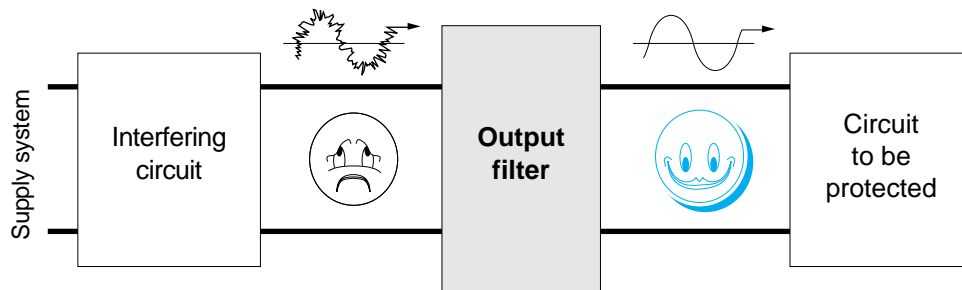 Supply system
Interfering
circuit
Output
filter
Circuit
to be
protected